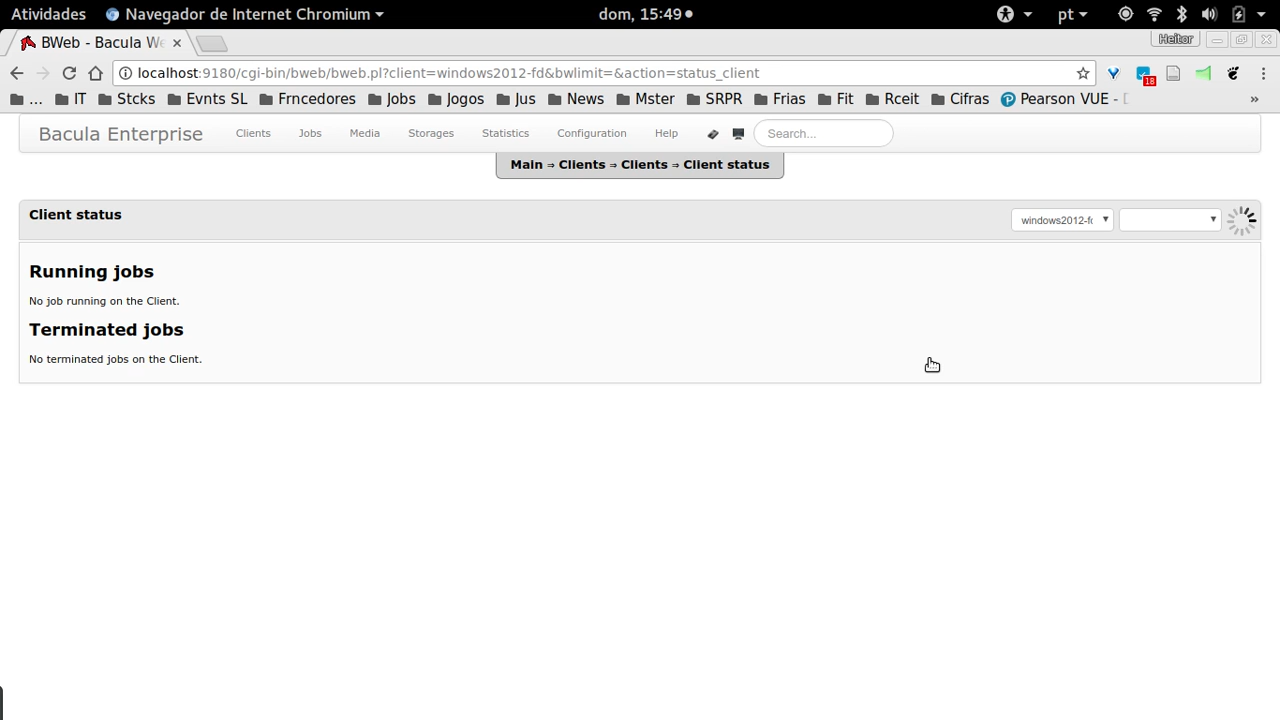 Atividades Navegador de Internet Chromium dom, 15:49 pt
BWeb - Bacula We Heitor
localhost:9180/cgi-bin/bweb/bweb.pl?client=windows2012-fd&bwlimit=&action=status_client 18
... IT Stcks Evnts SL Frncedores Jobs Jogos Jus News Mster SRPR Frias Fit Rceit Cifras Pearson VUE - »
Bacula Enterprise Clients Jobs Media Storages Statistics Configuration Help Search...
Main ⇒ Clients ⇒ Clients ⇒ Client status
Client status windows2012-fd
Running jobs
No job running on the Client.
Terminated jobs
No terminated jobs on the Client.